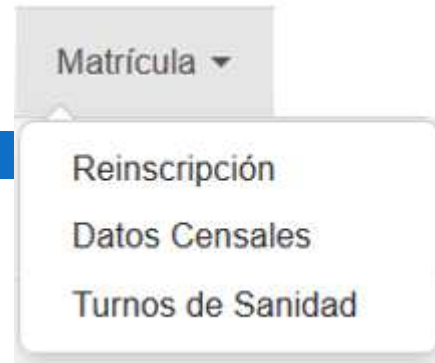 Matrícula
Reinscripción
Datos Censales
Turnos de Sanidad